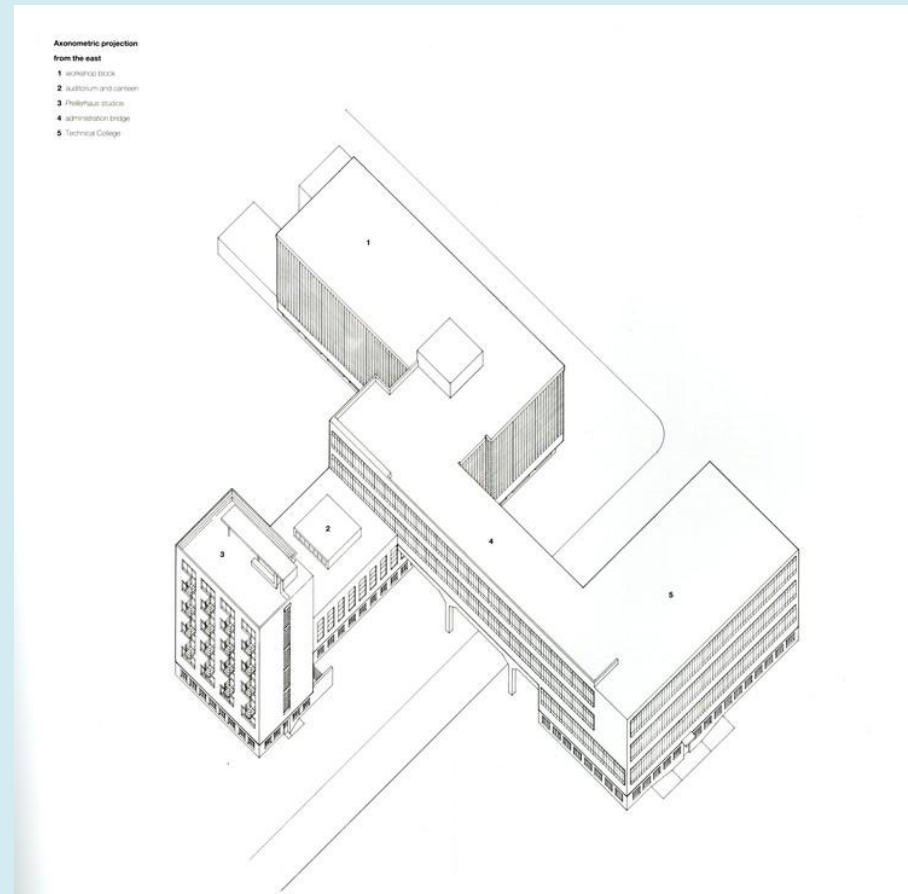 Axonometric projection
from the east
1 workshop block
2 auditorium and canteen
3 Prellerhaus studios
4 administration bridge
5 Technical College
1
2
3
4
5